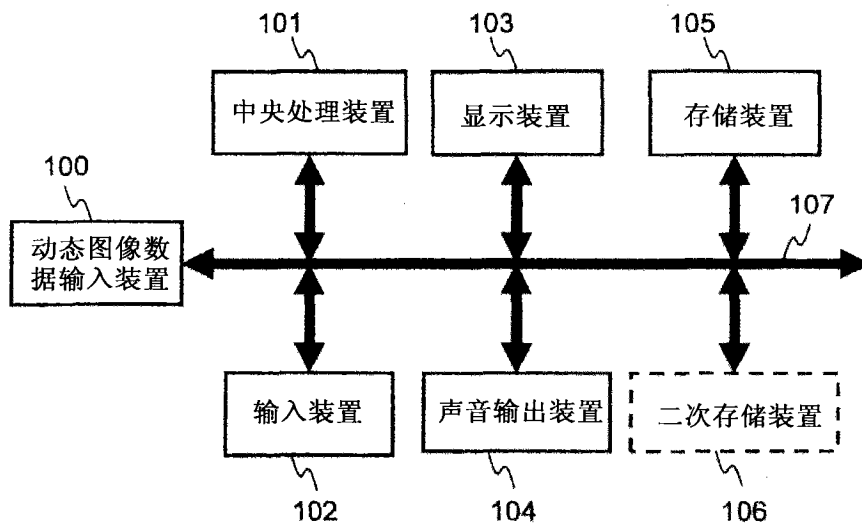 101
103
105
中央处理装置
显示装置
存储装置
100
107
动态图像数
据输入装置
输入装置
声音输出装置
二次存储装置
102
104
106